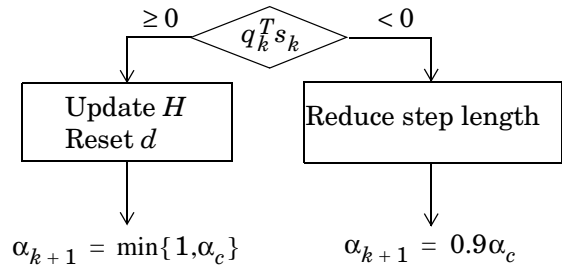 ≥ 0
q_k^T s_k
< 0
Update H
Reset d
Reduce step length
α_{k+1} = min{1,α_c}
α_{k+1} = 0.9α_c